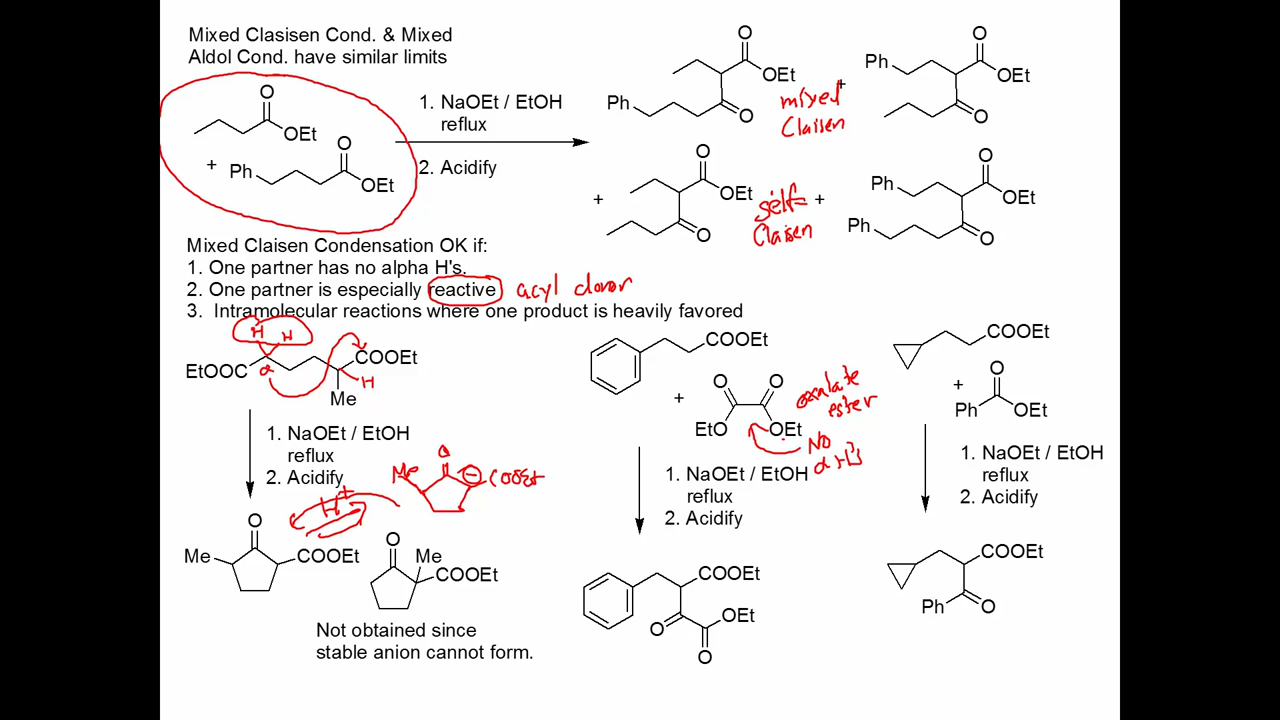 Mixed Clasisen Cond. & Mixed
Aldol Cond. have similar limits
O
OEt
+
Ph
O
OEt
1. NaOEt / EtOH
reflux
2. Acidify
O
OEt
Ph
O
mixed
Claisen
+
Ph
O
OEt
O
+
O
OEt
O
self-
Claisen
+
Ph
O
OEt
Ph
O
Mixed Claisen Condensation OK if:
1. One partner has no alpha H's.
2. One partner is especially reactive acyl donor
3. Intramolecular reactions where one product is heavily favored
H H
EtOOC
α
COOEt
H
Me
1. NaOEt / EtOH
reflux
2. Acidify
Me
O
⊖
COOEt
H+
Me
O
COOEt
O
Me
COOEt
Not obtained since
stable anion cannot form.
COOEt
+
O O
EtO OEt
oxalate
ester
No
α H's
1. NaOEt / EtOH
reflux
2. Acidify
COOEt
OEt
O
O
COOEt
+
O
Ph OEt
1. NaOEt / EtOH
reflux
2. Acidify
COOEt
Ph O